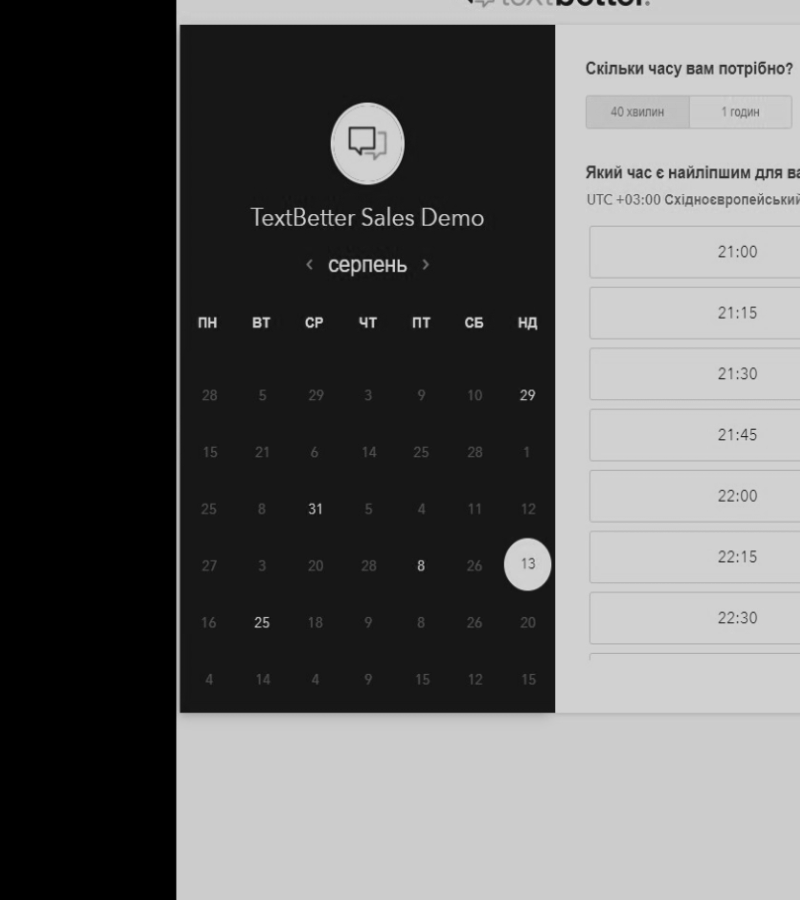 textbetter.
TextBetter Sales Demo
‹ серпень ›
ПН ВТ СР ЧТ ПТ СБ НД
28 5 29 3 9 10 29
15 21 6 14 25 28 1
25 8 31 5 4 11 12
27 3 20 28 8 26 13
16 25 18 9 8 26 20
4 14 4 9 15 12 15
Скільки часу вам потрібно?
40 хвилин 1 годин
Який час є найліпшим для
UTC +03:00 Східноєвропейський
21:00
21:15
21:30
21:45
22:00
22:15
22:30